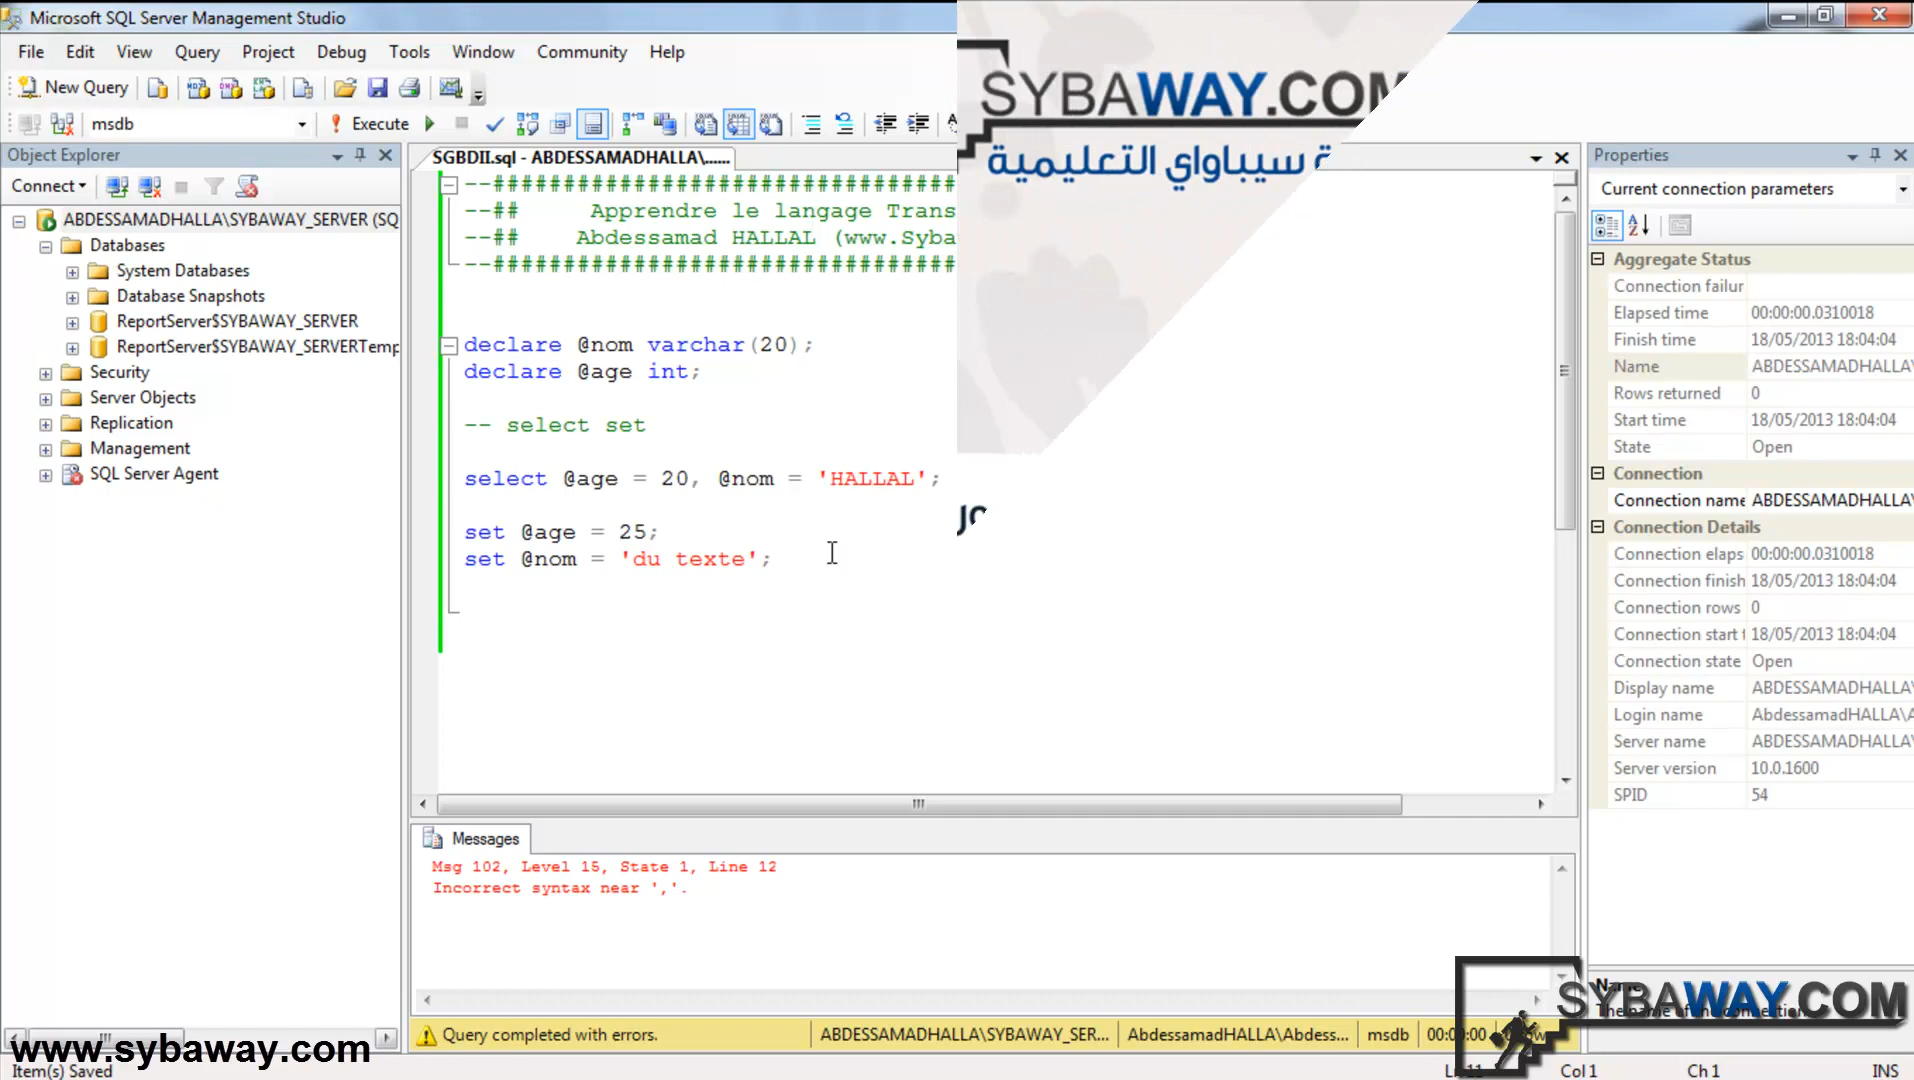 Microsoft SQL Server Management Studio
File Edit View Query Project Debug Tools Window Community Help
New Query
msdb
Execute
SYBAWAY.COM
سيباواي التعليمية
Object Explorer
Connect
ABDESSAMADHALLA\SYBAWAY_SERVER (SQ
Databases
System Databases
Database Snapshots
ReportServer$SYBAWAY_SERVER
ReportServer$SYBAWAY_SERVERTemp
Security
Server Objects
Replication
Management
SQL Server Agent
SGBDII.sql - ABDESSAMADHALLA\......
--###################################
--## Apprendre le langage Trans
--## Abdessamad HALLAL (www.Syba
--###################################
declare @nom varchar(20);
declare @age int;
-- select set
select @age = 20, @nom = 'HALLAL';
set @age = 25;
set @nom = 'du texte';
Messages
Msg 102, Level 15, State 1, Line 12
Incorrect syntax near ','.
Query completed with errors.
ABDESSAMADHALLA\SYBAWAY_SER...
AbdessamadHALLA\Abdess...
msdb
00:00:00
Properties
Current connection parameters
Aggregate Status
Connection failur
Elapsed time 00:00:00.0310018
Finish time 18/05/2013 18:04:04
Name ABDESSAMADHALLA\
Rows returned 0
Start time 18/05/2013 18:04:04
State Open
Connection
Connection name ABDESSAMADHALLA\
Connection Details
Connection elaps 00:00:00.0310018
Connection finish 18/05/2013 18:04:04
Connection rows 0
Connection start t 18/05/2013 18:04:04
Connection state Open
Display name ABDESSAMADHALLA\
Login name AbdessamadHALLA\A
Server name ABDESSAMADHALLA\
Server version 10.0.1600
SPID 54
Name
The name of the connection.
SYBAWAY.COM
www.sybaway.com
Item(s) Saved
Col 1
Ch 1
INS